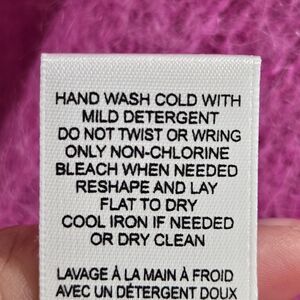 HAND WASH COLD WITH
MILD DETERGENT
DO NOT TWIST OR WRING
ONLY NON-CHLORINE
BLEACH WHEN NEEDED
RESHAPE AND LAY
FLAT TO DRY
COOL IRON IF NEEDED
OR DRY CLEAN
LAVAGE À LA MAIN À FROID
AVEC UN DÉTERGENT DOUX